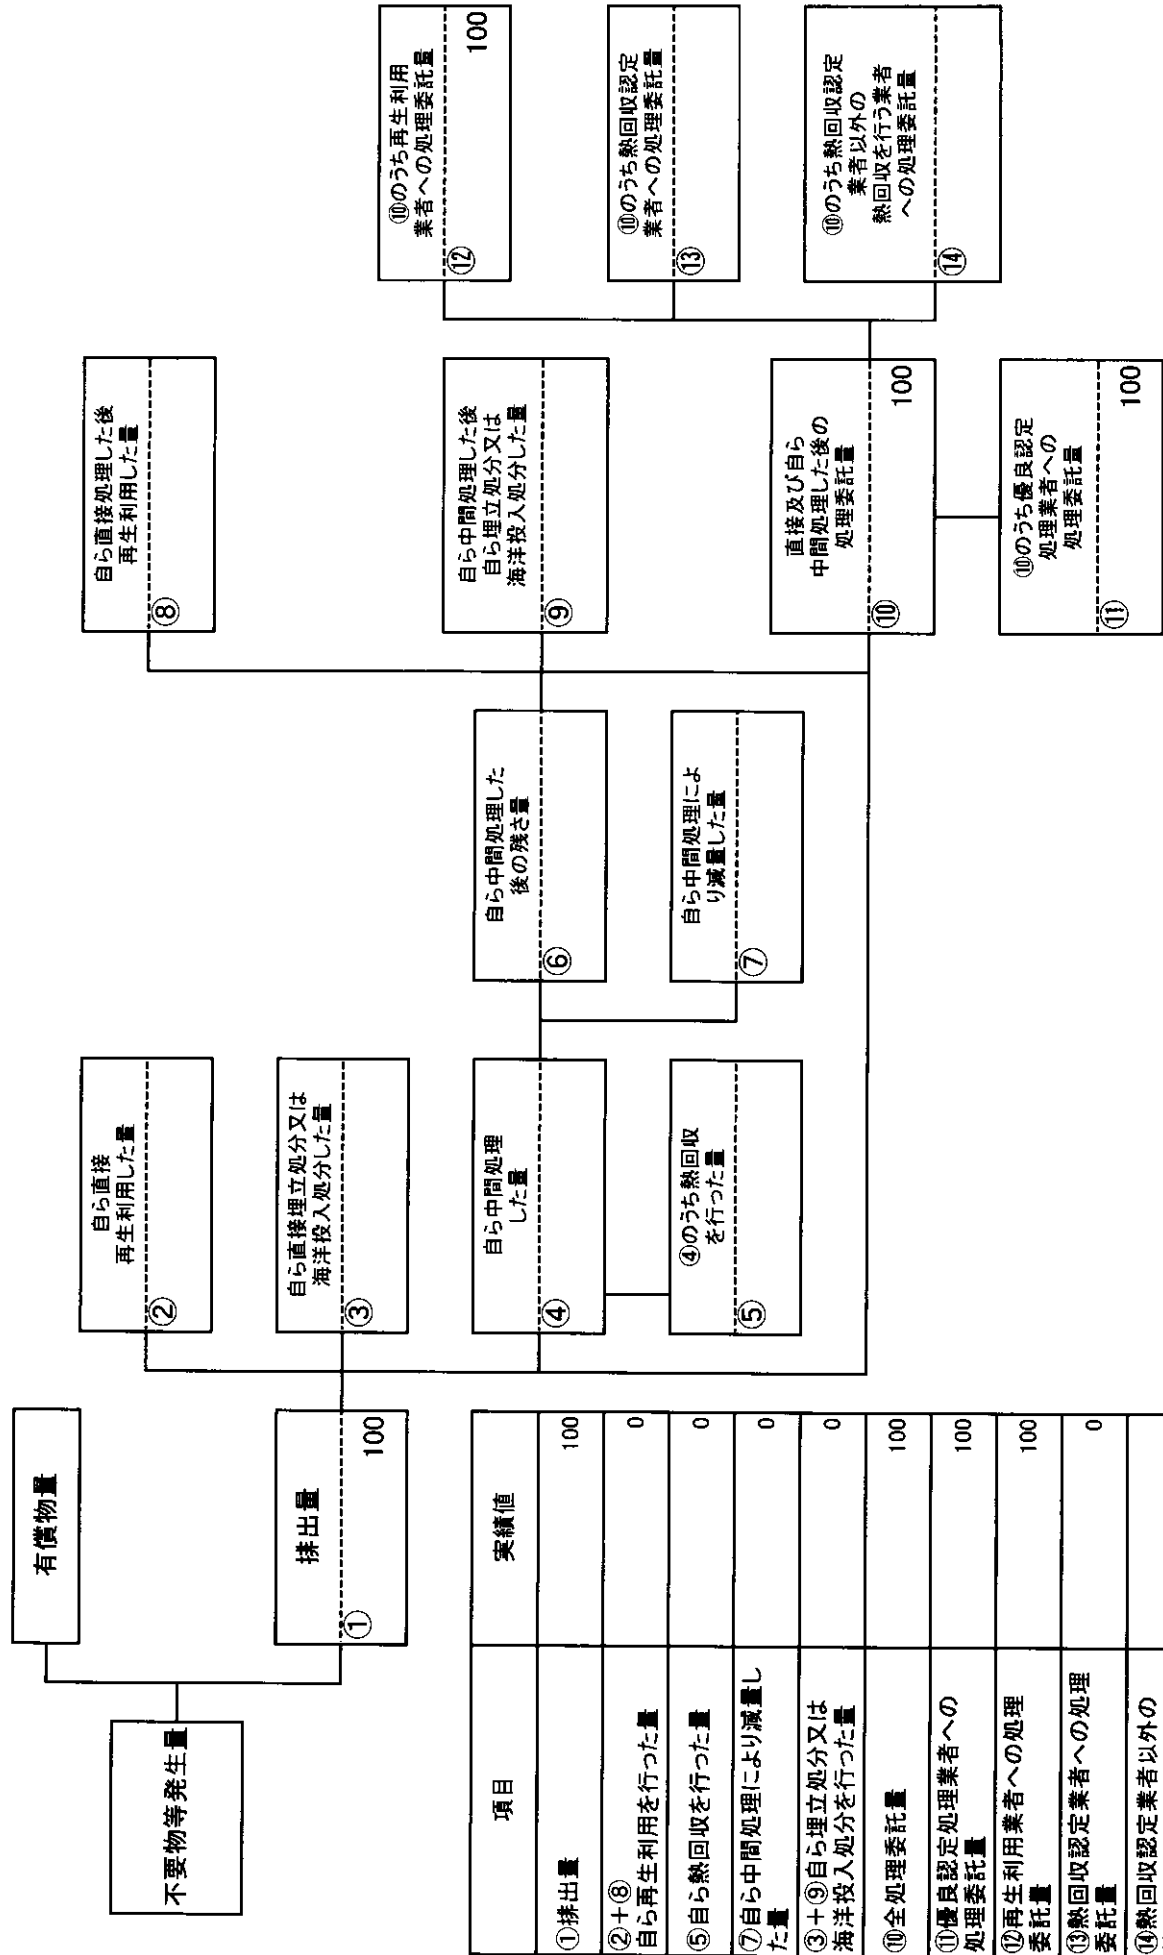 不要物等発生量
有償物量
排出量
①
100
自ら直接
再生利用した量
②
自ら直接埋立処分又は
海洋投入処分した量
③
自ら中間処理
した量
④
④のうち熱回収
を行った量
⑤
自ら中間処理した
後の残さ量
⑥
自ら中間処理によ
り減量した量
⑦
自ら直接処理した後
再生利用した量
⑧
自ら中間処理した後
自ら埋立処分又は
海洋投入処分した量
⑨
直接及び自ら
中間処理した後の
処理委託量
⑩
100
⑩のうち優良認定
処理業者への
処理委託量
⑪
100
⑩のうち再生利用
業者への処理委託量
⑫
100
⑩のうち熱回収認定
業者への処理委託量
⑬
⑩のうち熱回収認定
業者以外の
熱回収を行う業者
への処理委託量
⑭
項目 実績値
①排出量 100
②+⑧
自ら再生利用を行った量 0
⑤自ら熱回収を行った量 0
⑦自ら中間処理により減量し
た量 0
③+⑨自ら埋立処分又は
海洋投入処分を行った量 0
⑩全処理委託量 100
⑪優良認定処理業者への
処理委託量 100
⑫再生利用業者への処理
委託量 100
⑬熱回収認定業者への処理
委託量 0
⑭熱回収認定業者以外の